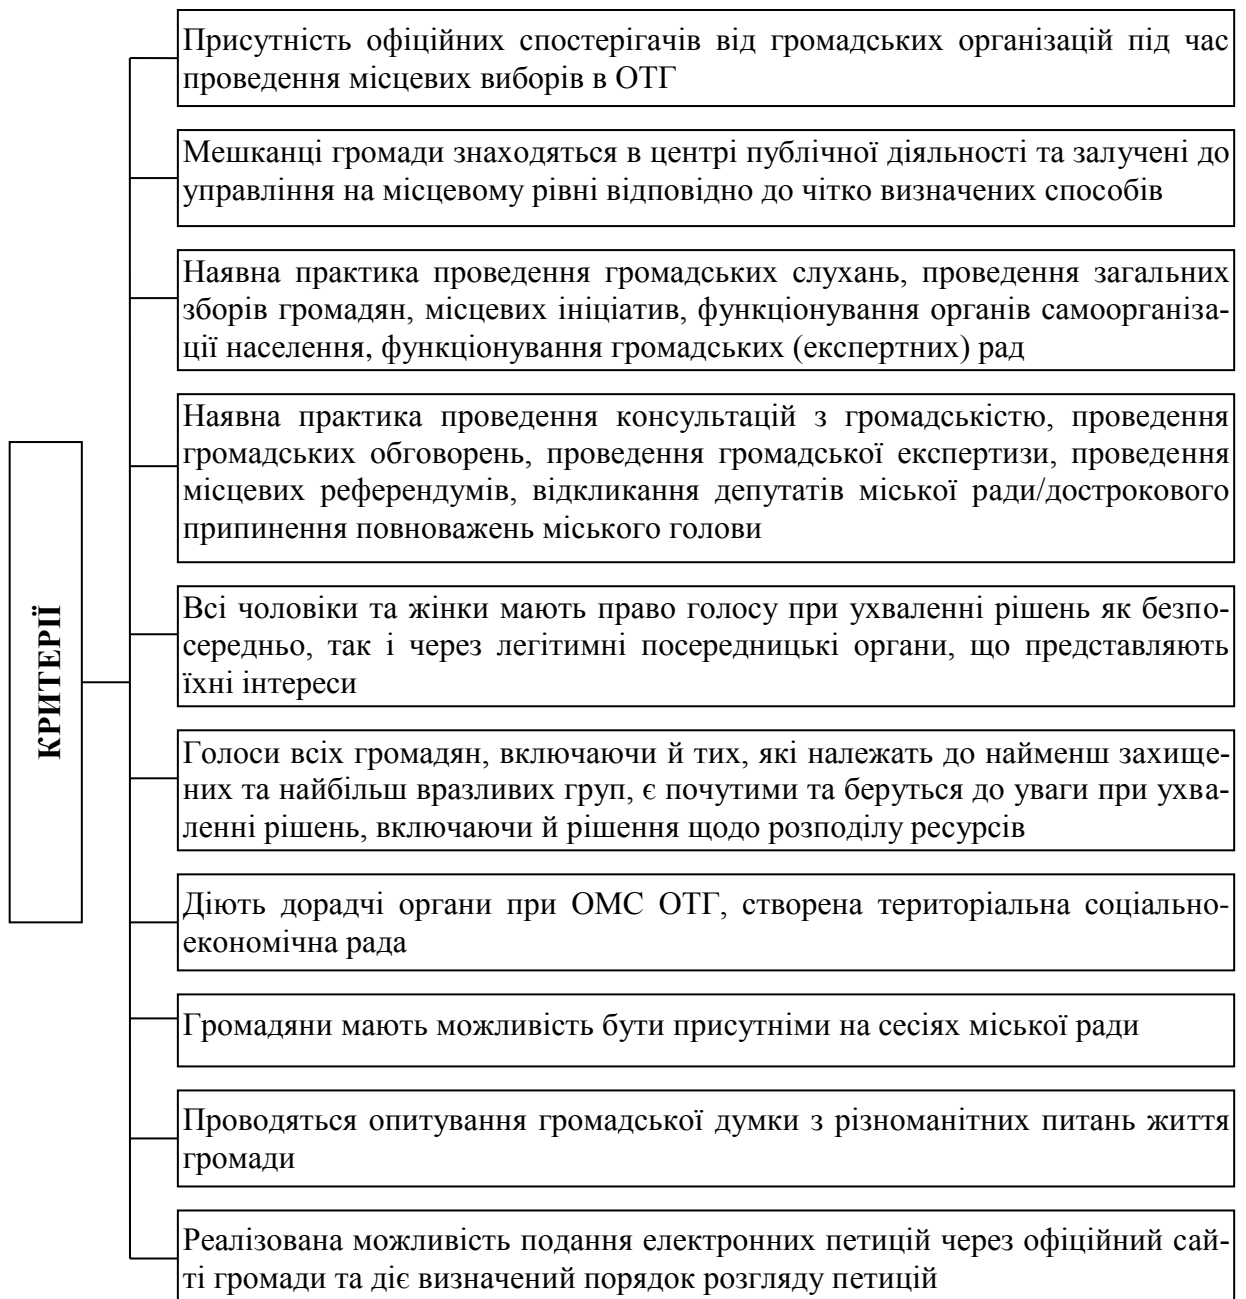 Присутність офіційних спостерігачів від громадських організацій під час
проведення місцевих виборів в ОТГ
Мешканці громади знаходяться в центрі публічної діяльності та залучені до
управління на місцевому рівні відповідно до чітко визначених способів
Наявна практика проведення громадських слухань, проведення загальних
зборів громадян, місцевих ініціатив, функціонування органів самоорганіза-
ції населення, функціонування громадських (експертних) рад
Наявна практика проведення консультацій з громадськістю, проведення
громадських обговорень, проведення громадської експертизи, проведення
місцевих референдумів, відкликання депутатів міської ради/дострокового
припинення повноважень міського голови
КРИТЕРІЇ
Всі чоловіки та жінки мають право голосу при ухваленні рішень як безпо-
середньо, так і через легітимні посередницькі органи, що представляють
їхні інтереси
Голоси всіх громадян, включаючи й тих, які належать до найменш захище-
них та найбільш вразливих груп, є почутими та беруться до уваги при ухва-
ленні рішень, включаючи й рішення щодо розподілу ресурсів
Діють дорадчі органи при ОМС ОТГ, створена територіальна соціально-
економічна рада
Громадяни мають можливість бути присутніми на сесіях міської ради
Проводяться опитування громадської думки з різноманітних питань життя
громади
Реалізована можливість подання електронних петицій через офіційний сай-
ті громади та діє визначений порядок розгляду петицій